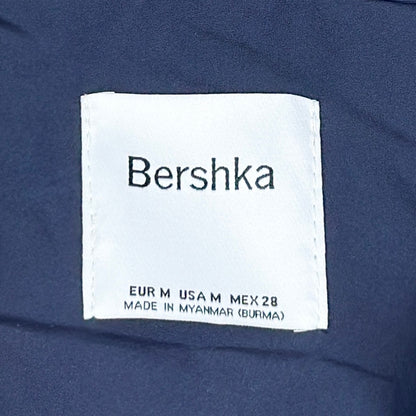 Bershka
EUR M USA M MEX 28
MADE IN MYANMAR (BURMA)